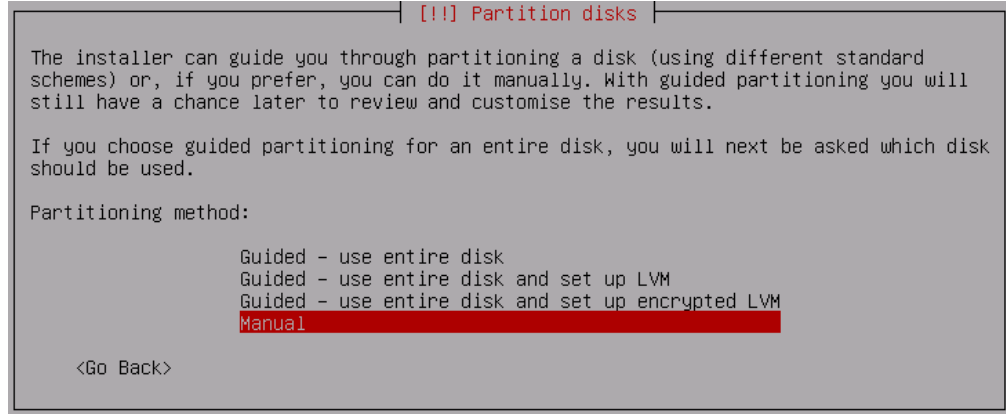 [!!] Partition disks
The installer can guide you through partitioning a disk (using different standard
schemes) or, if you prefer, you can do it manually. With guided partitioning you will
still have a chance later to review and customise the results.
If you choose guided partitioning for an entire disk, you will next be asked which disk
should be used.
Partitioning method:
Guided - use entire disk
Guided - use entire disk and set up LVM
Guided - use entire disk and set up encrypted LVM
Manual
<Go Back>